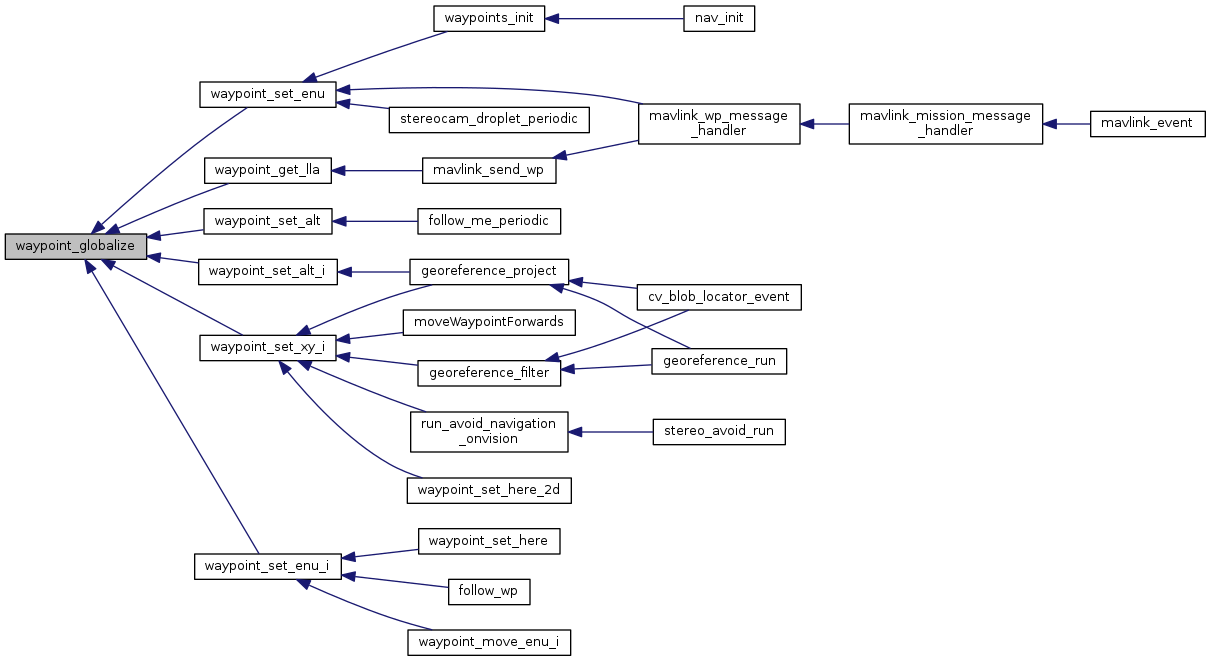 waypoints_init
nav_init
waypoint_set_enu
stereocam_droplet_periodic
mavlink_wp_message
_handler
mavlink_mission_message
_handler
mavlink_event
waypoint_get_lla
mavlink_send_wp
waypoint_set_alt
follow_me_periodic
waypoint_globalize
waypoint_set_alt_i
georeference_project
cv_blob_locator_event
moveWaypointForwards
waypoint_set_xy_i
georeference_filter
georeference_run
run_avoid_navigation
_onvision
stereo_avoid_run
waypoint_set_here_2d
waypoint_set_here
waypoint_set_enu_i
follow_wp
waypoint_move_enu_i